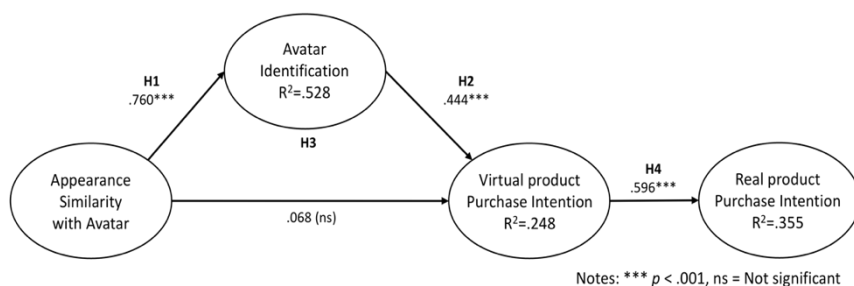 Avatar
Identification
R²=.528
H1
.760***
H2
.444***
H3
Appearance
Similarity
with Avatar
.068 (ns)
Virtual product
Purchase Intention
R²=.248
H4
.596***
Real product
Purchase Intention
R²=.355
Notes: *** p < .001, ns = Not significant